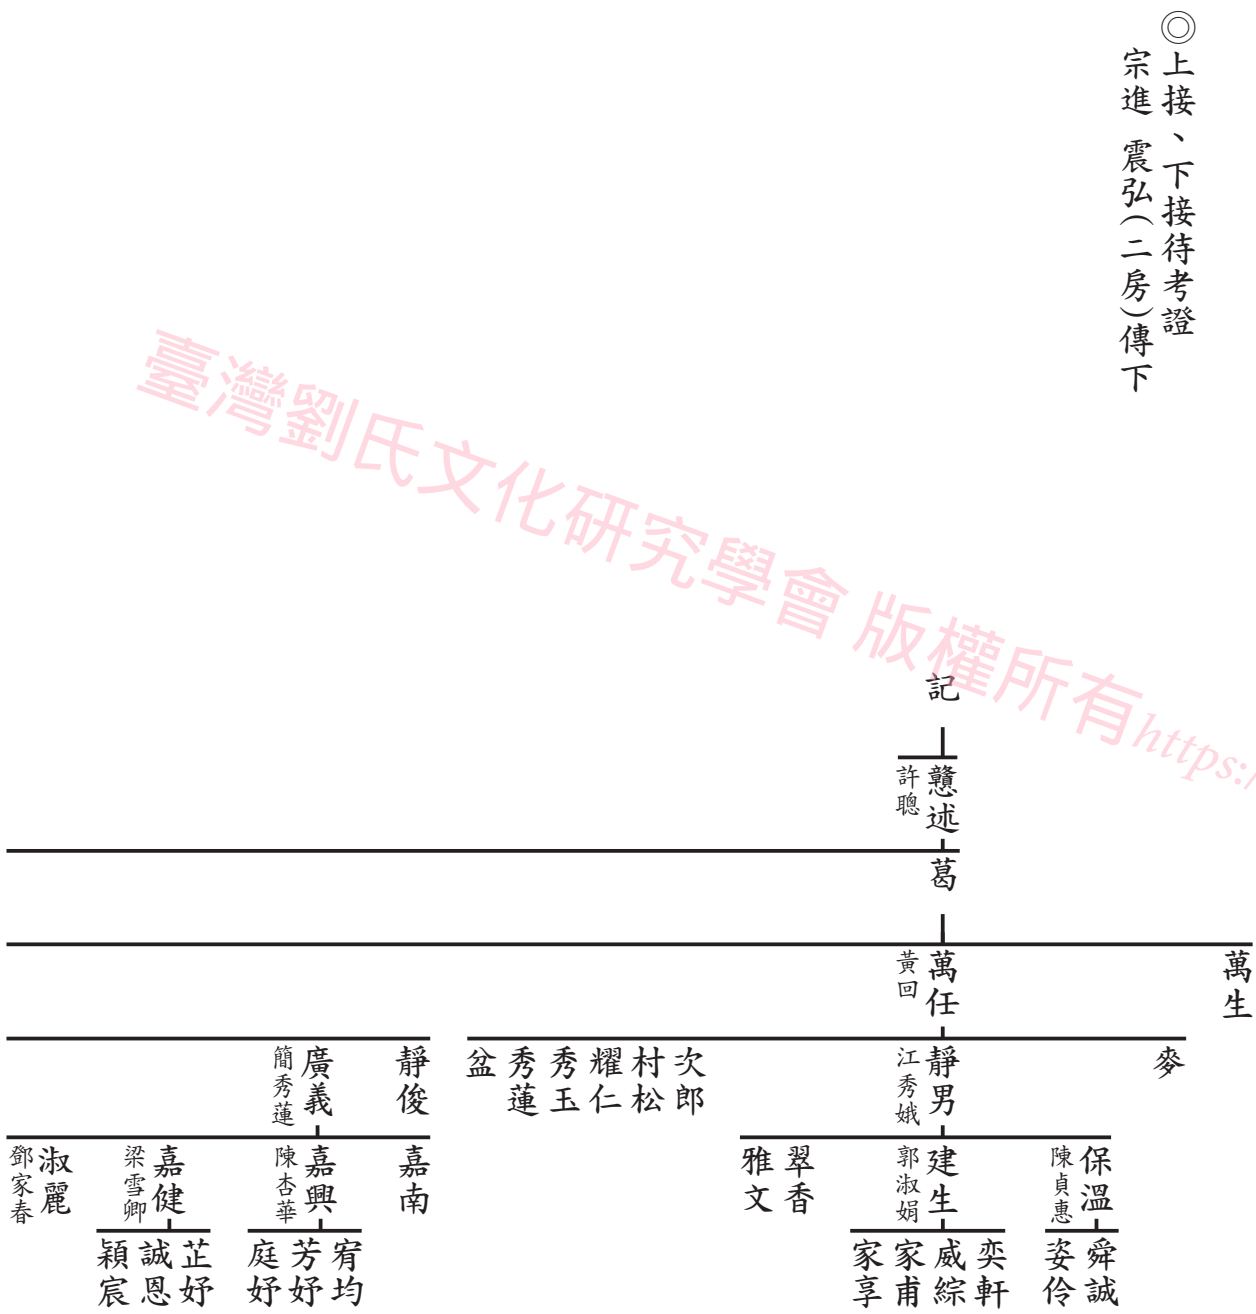 ◎上接、下接待考證
宗進 震弘(二房)傳下
臺灣劉氏文化研究學會 版權所有https:/
記
戇述
許聰
葛
萬生
萬任
黃回
麥
靜男
江秀娥
次郎
村松
耀仁
秀玉
秀蓮
盆
靜俊
廣義
簡秀蓮
保溫
陳貞惠
建生
郭淑娟
翠香
雅文
嘉南
嘉興
陳杏華
嘉健
梁雪卿
淑麗
鄧家春
舜誠
姿伶
奕軒
威綜
家甫
家享
宥均
芳妤
庭妤
芷妤
誠恩
穎宸